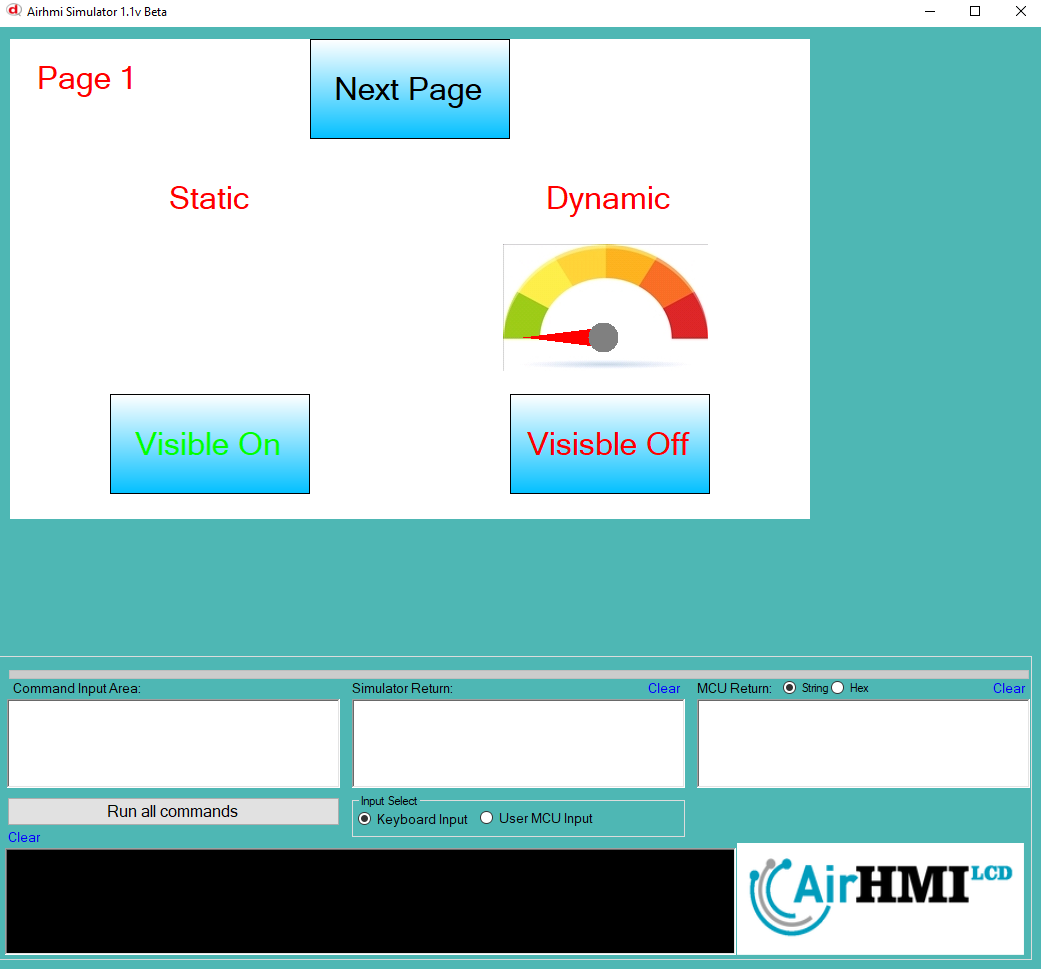 Airhmi Simulator 1.1v Beta
Page 1
Next Page
Static
Dynamic
Visible On
Visisble Off
Command Input Area:
Simulator Return:
Clear
MCU Return:
String
Hex
Clear
Run all commands
Input Select
Keyboard Input
User MCU Input
Clear
AirHMI LCD